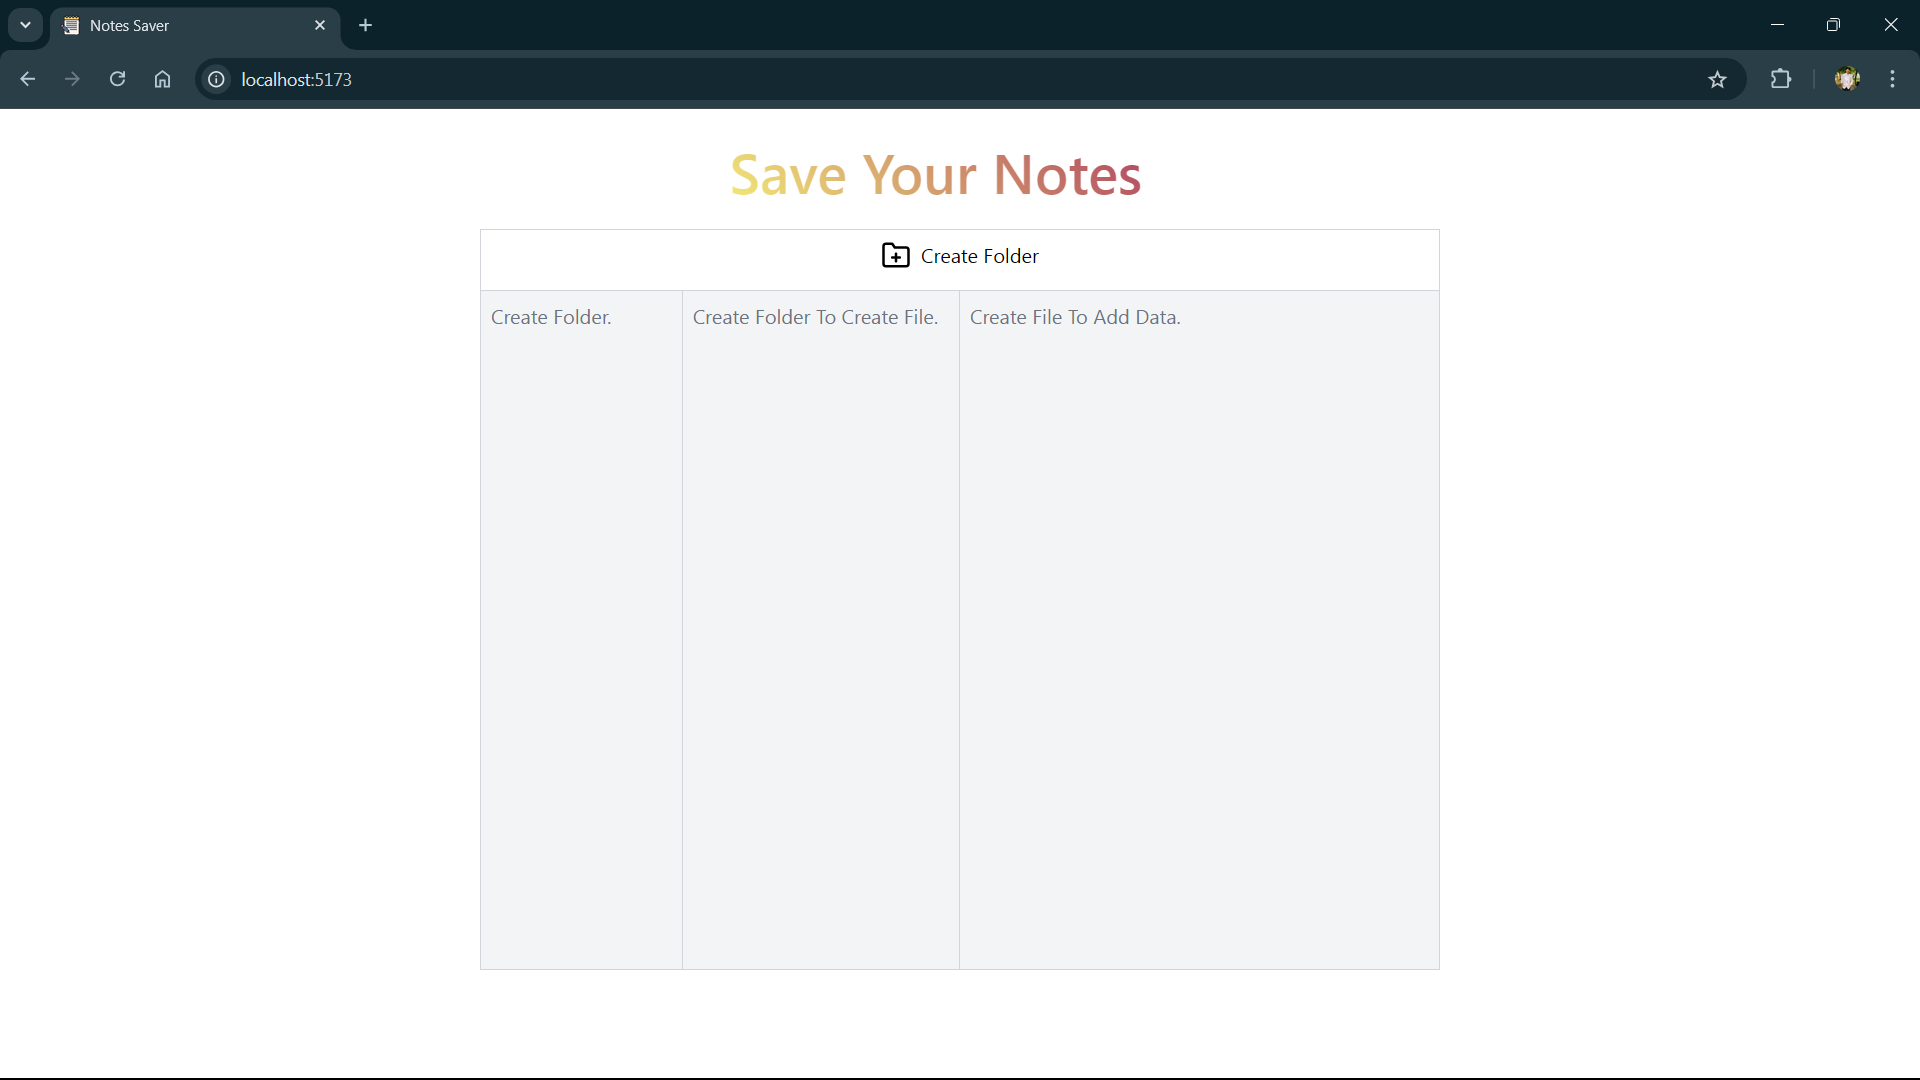 Notes Saver
localhost:5173
Save Your Notes
Create Folder
Create Folder.
Create Folder To Create File.
Create File To Add Data.